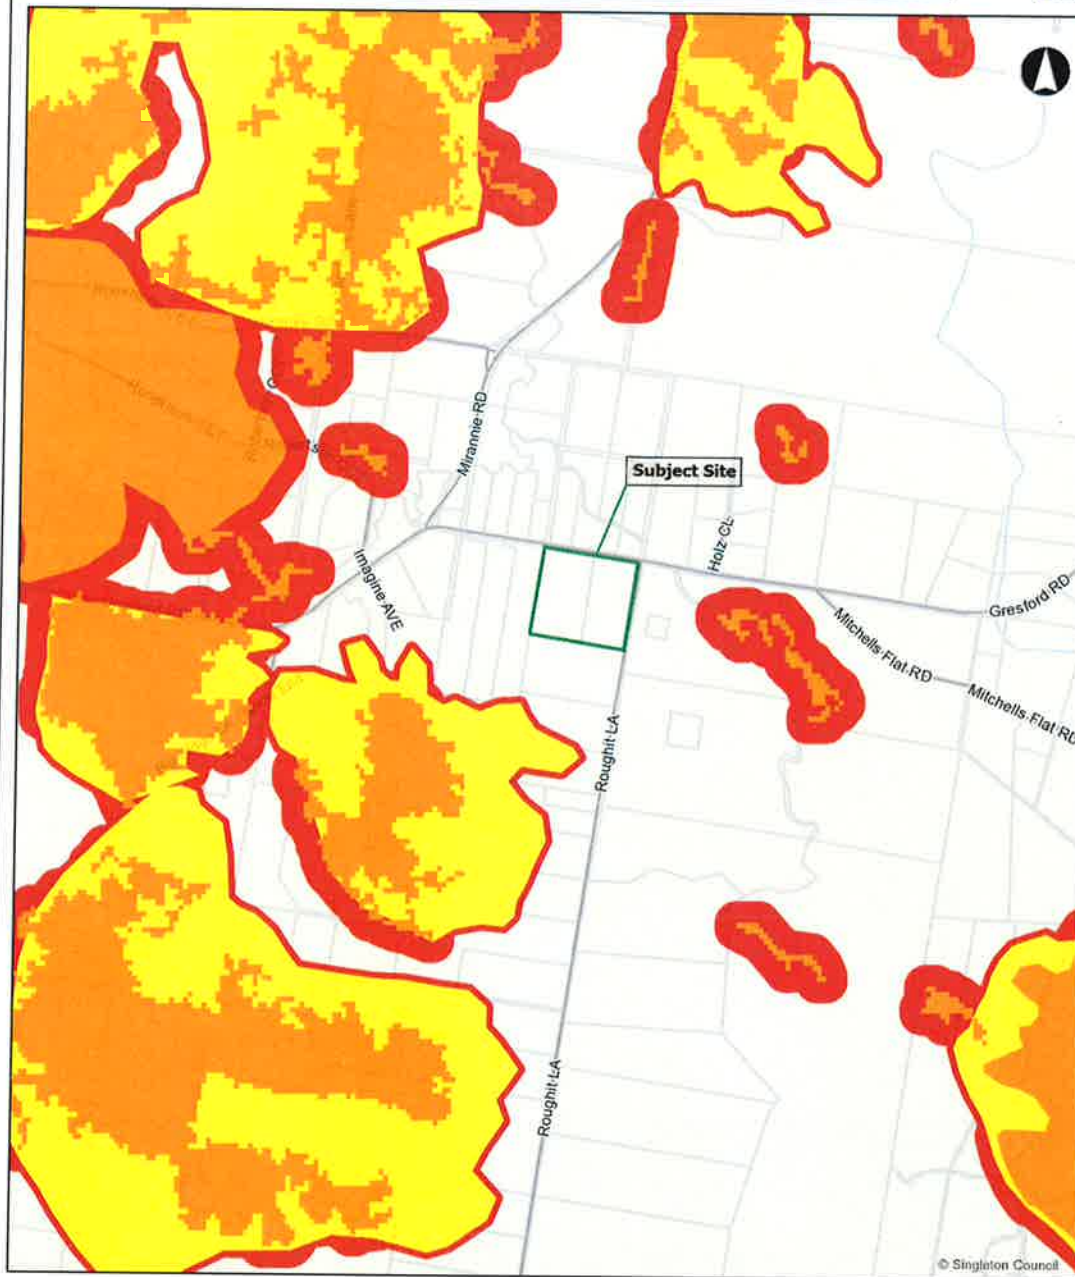 Mirannie RD
Subject Site
Holz CL
Imagine AVE
Gresford RD
Mitchells Flat RD
Mitchells Flat RD
Roughit LA
Roughit LA
© Singleton Council